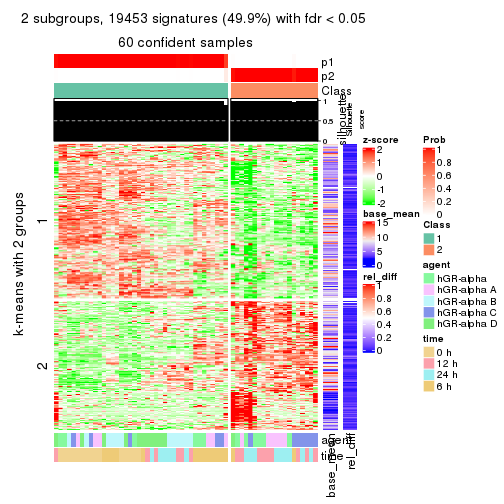 2 subgroups, 19453 signatures (49.9%) with fdr < 0.05
60 confident samples
p1
p2
Class
1
0.5
0
silhouette
Silhouette
score
k-means with 2 groups
1
2
agent
time
base_mean
rel_diff
z-score
2
1
0
-1
-2
base_mean
15
10
5
0
rel_diff
1
0.8
0.6
0.4
0.2
0
Prob
1
0.8
0.6
0.4
0.2
0
Class
1
2
agent
hGR-alpha
hGR-alpha A
hGR-alpha B
hGR-alpha C
hGR-alpha D
time
0 h
12 h
24 h
6 h